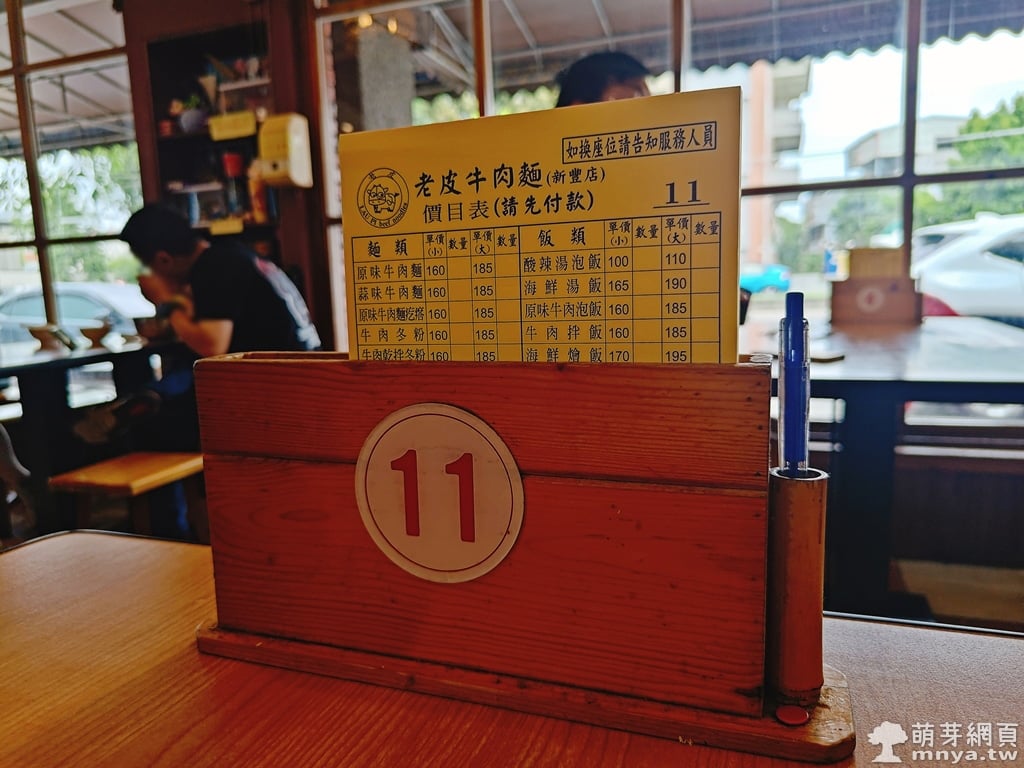 如換座位請告知服務人員
老皮牛肉麵(新豐店)
價目表(請先付款)
11
麵類 單價(小) 數量 單價(大) 數量 飯類 單價(小) 數量 單價(大) 數量
原味牛肉麵 160 185 酸辣湯泡飯 100 110
蒜味牛肉麵 160 185 海鮮湯飯 165 190
原味牛肉麵疙瘩 160 185 原味牛肉泡飯 160 185
牛肉冬粉 160 185 牛肉拌飯 160 185
牛肉乾拌冬粉 160 185 海鮮燴飯 170 195
11
萌芽網頁
mnya.tw